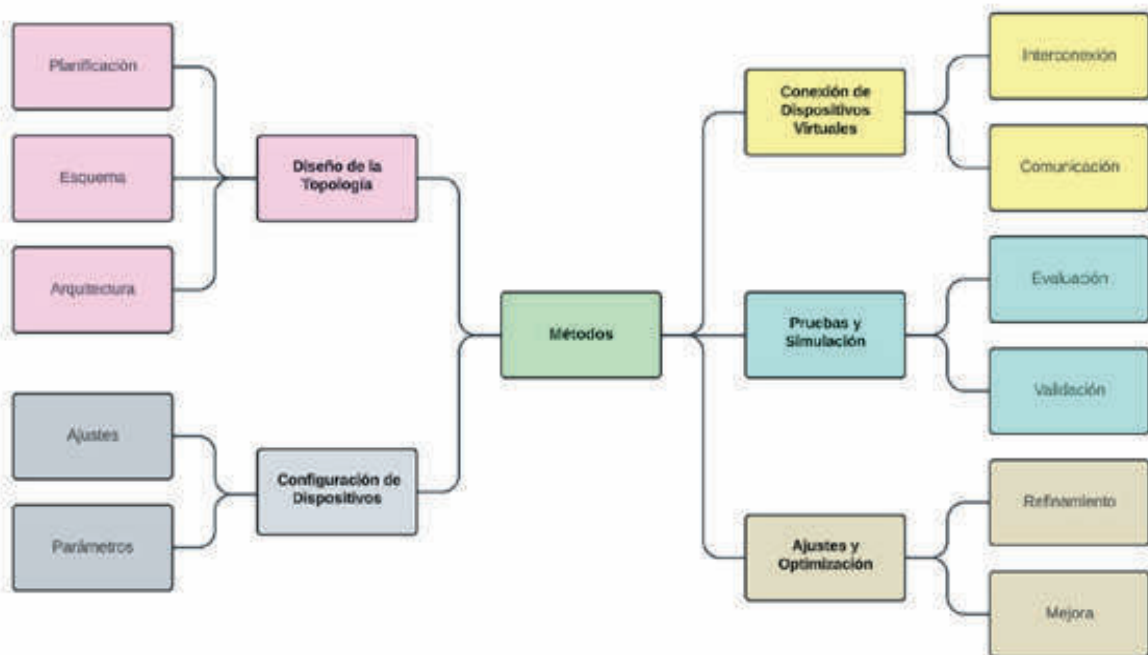 Planificación
Esquema
Arquitectura
Diseño de la
Topología
Ajustes
Parámetros
Configuración de
Dispositivos
Métodos
Conexión de
Dispositivos
Virtuales
Interconexión
Comunicación
Pruebas y
Simulación
Evaluación
Validación
Ajustes y
Optimización
Refinamiento
Mejora